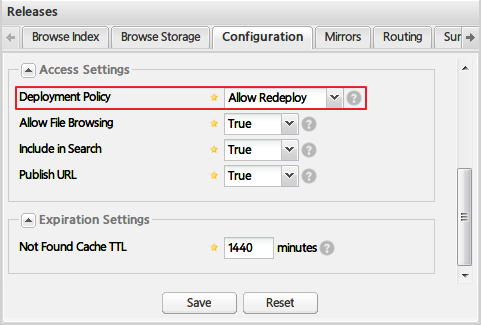 Releases
Browse Index Browse Storage Configuration Mirrors Routing Sur
Access Settings
Deployment Policy Allow Redeploy ?
Allow File Browsing True ?
Include in Search True ?
Publish URL True ?
Expiration Settings
Not Found Cache TTL 1440 minutes ?
Save Reset